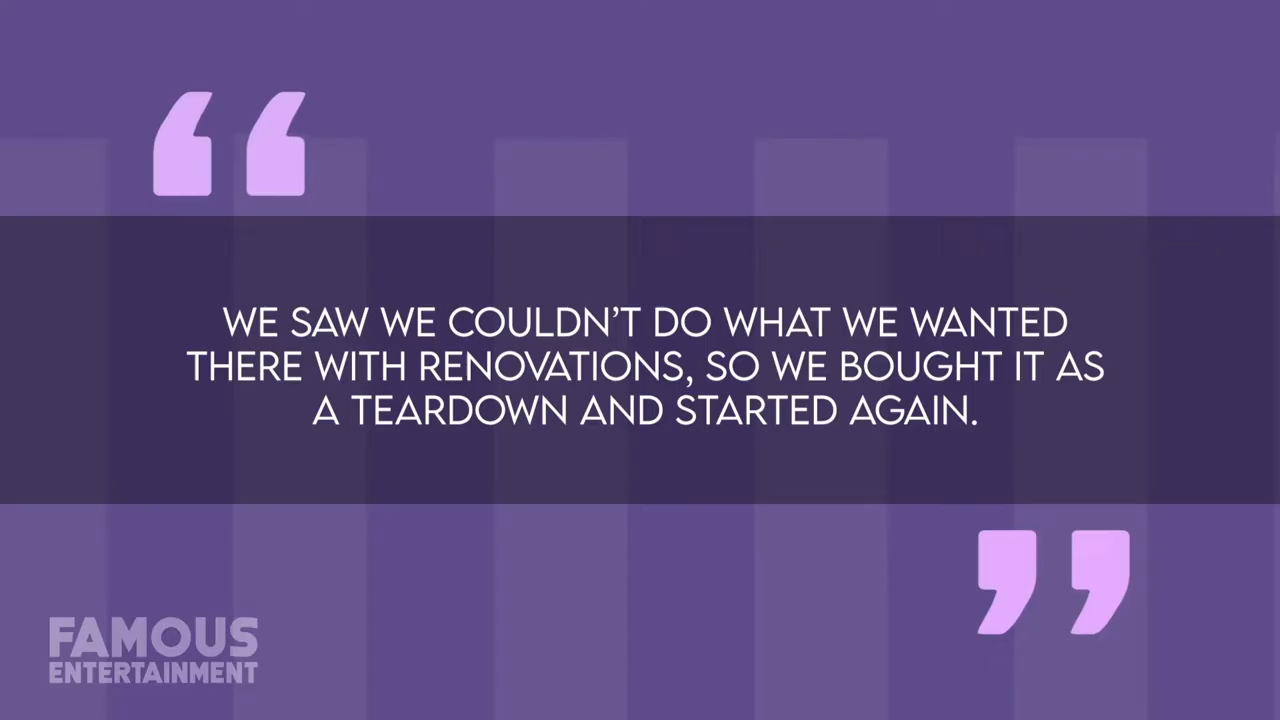 WE SAW WE COULDN'T DO WHAT WE WANTED
THERE WITH RENOVATIONS, SO WE BOUGHT IT AS
A TEARDOWN AND STARTED AGAIN.
FAMOUS
ENTERTAINMENT